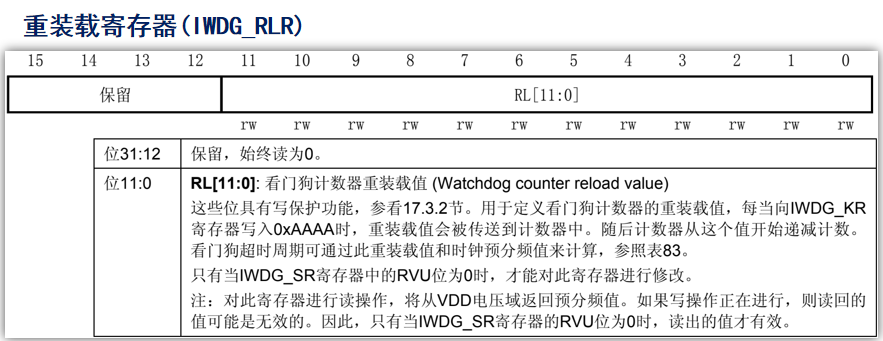 重装载寄存器(IWDG_RLR)
15 14 13 12 11 10 9 8 7 6 5 4 3 2 1 0
保留 RL[11:0]
rw rw rw rw rw rw rw rw rw rw rw rw
位31:12 保留，始终读为0。
位11:0 RL[11:0]: 看门狗计数器重装载值 (Watchdog counter reload value)
这些位具有写保护功能，参看17.3.2节。用于定义看门狗计数器的重装载值，每当向IWDG_KR
寄存器写入0xAAAA时，重装载值会被传送到计数器中。随后计数器从这个值开始递减计数。
看门狗超时周期可通过此重装载值和时钟预分频值来计算，参照表83。
只有当IWDG_SR寄存器中的RVU位为0时，才能对此寄存器进行修改。
注：对此寄存器进行读操作，将从VDD电压域返回预分频值。如果写操作正在进行，则读回的
值可能是无效的。因此，只有当IWDG_SR寄存器的RVU位为0时，读出的值才有效。